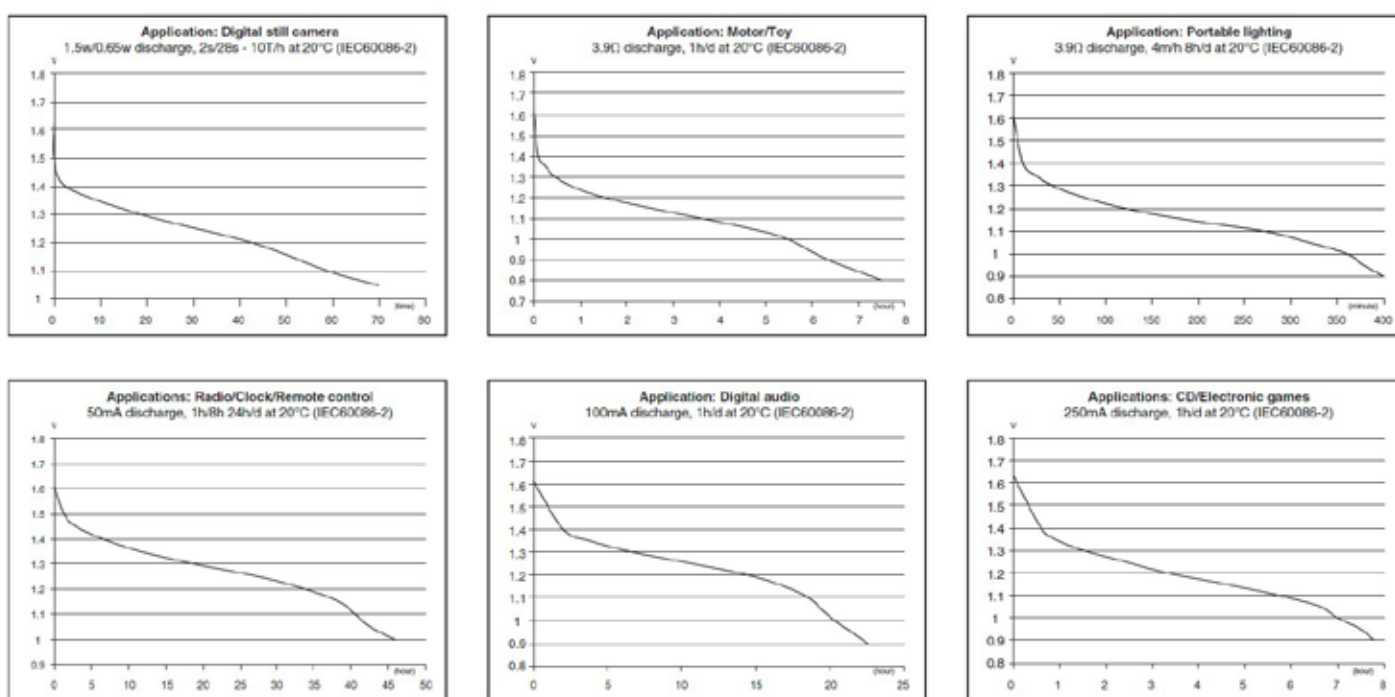 Application: Digital still camera
1.5w/0.65w discharge, 2s/28s - 10T/h at 20°C (IEC60086-2)
V
1.8
1.7
1.6
1.5
1.4
1.3
1.2
1.1
1
(time)
0 10 20 30 40 50 60 70 80
Application: Motor/Toy
3.9Ω discharge, 1h/d at 20°C (IEC60086-2)
V
1.8
1.7
1.6
1.5
1.4
1.3
1.2
1.1
1
0.9
0.8
0.7
(hour)
0 1 2 3 4 5 6 7 8
Application: Portable lighting
3.9Ω discharge, 4m/h 8h/d at 20°C (IEC60086-2)
V
1.8
1.7
1.6
1.5
1.4
1.3
1.2
1.1
1
0.9
0.8
(minute)
0 50 100 150 200 250 300 350 400
Applications: Radio/Clock/Remote control
50mA discharge, 1h/8h 24h/d at 20°C (IEC60086-2)
V
1.8
1.7
1.6
1.5
1.4
1.3
1.2
1.1
1
0.9
(hour)
0 5 10 15 20 25 30 35 40 45 50
Application: Digital audio
100mA discharge, 1h/d at 20°C (IEC60086-2)
V
1.8
1.7
1.6
1.5
1.4
1.3
1.2
1.1
1
0.9
0.8
(hour)
0 5 10 15 20 25
Applications: CD/Electronic games
250mA discharge, 1h/d at 20°C (IEC60086-2)
V
1.8
1.7
1.6
1.5
1.4
1.3
1.2
1.1
1
0.9
0.8
(hour)
0 1 2 3 4 5 6 7 8